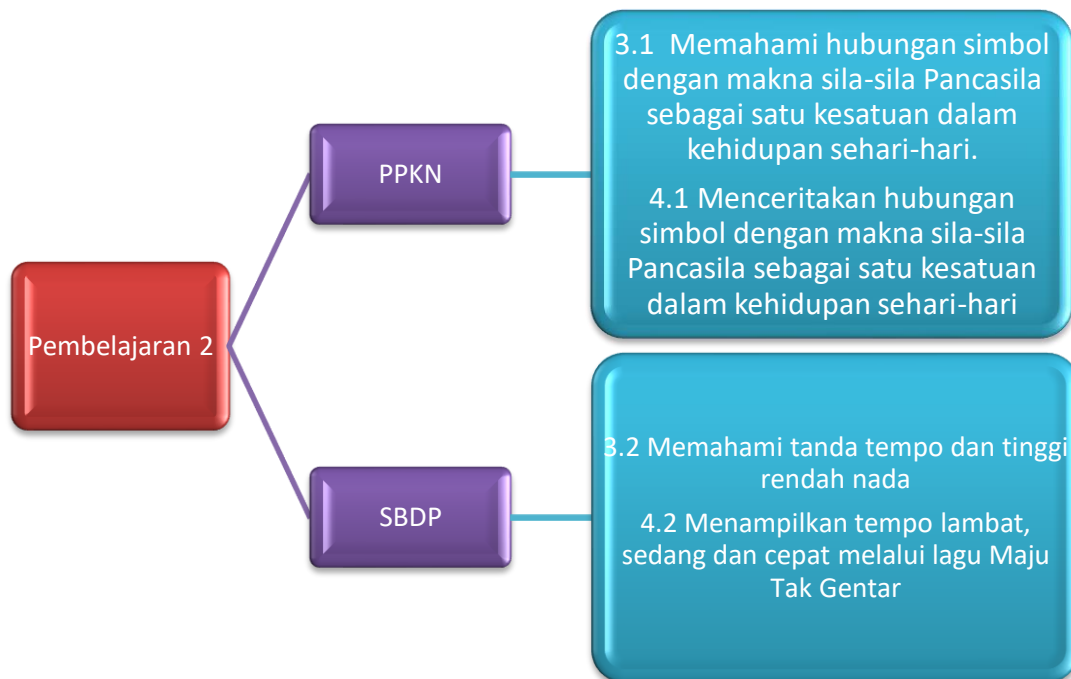 Pembelajaran 2
PPKN
3.1 Memahami hubungan simbol
dengan makna sila-sila Pancasila
sebagai satu kesatuan dalam
kehidupan sehari-hari.
4.1 Menceritakan hubungan
simbol dengan makna sila-sila
Pancasila sebagai satu kesatuan
dalam kehidupan sehari-hari
SBDP
3.2 Memahami tanda tempo dan tinggi
rendah nada
4.2 Menampilkan tempo lambat,
sedang dan cepat melalui lagu Maju
Tak Gentar